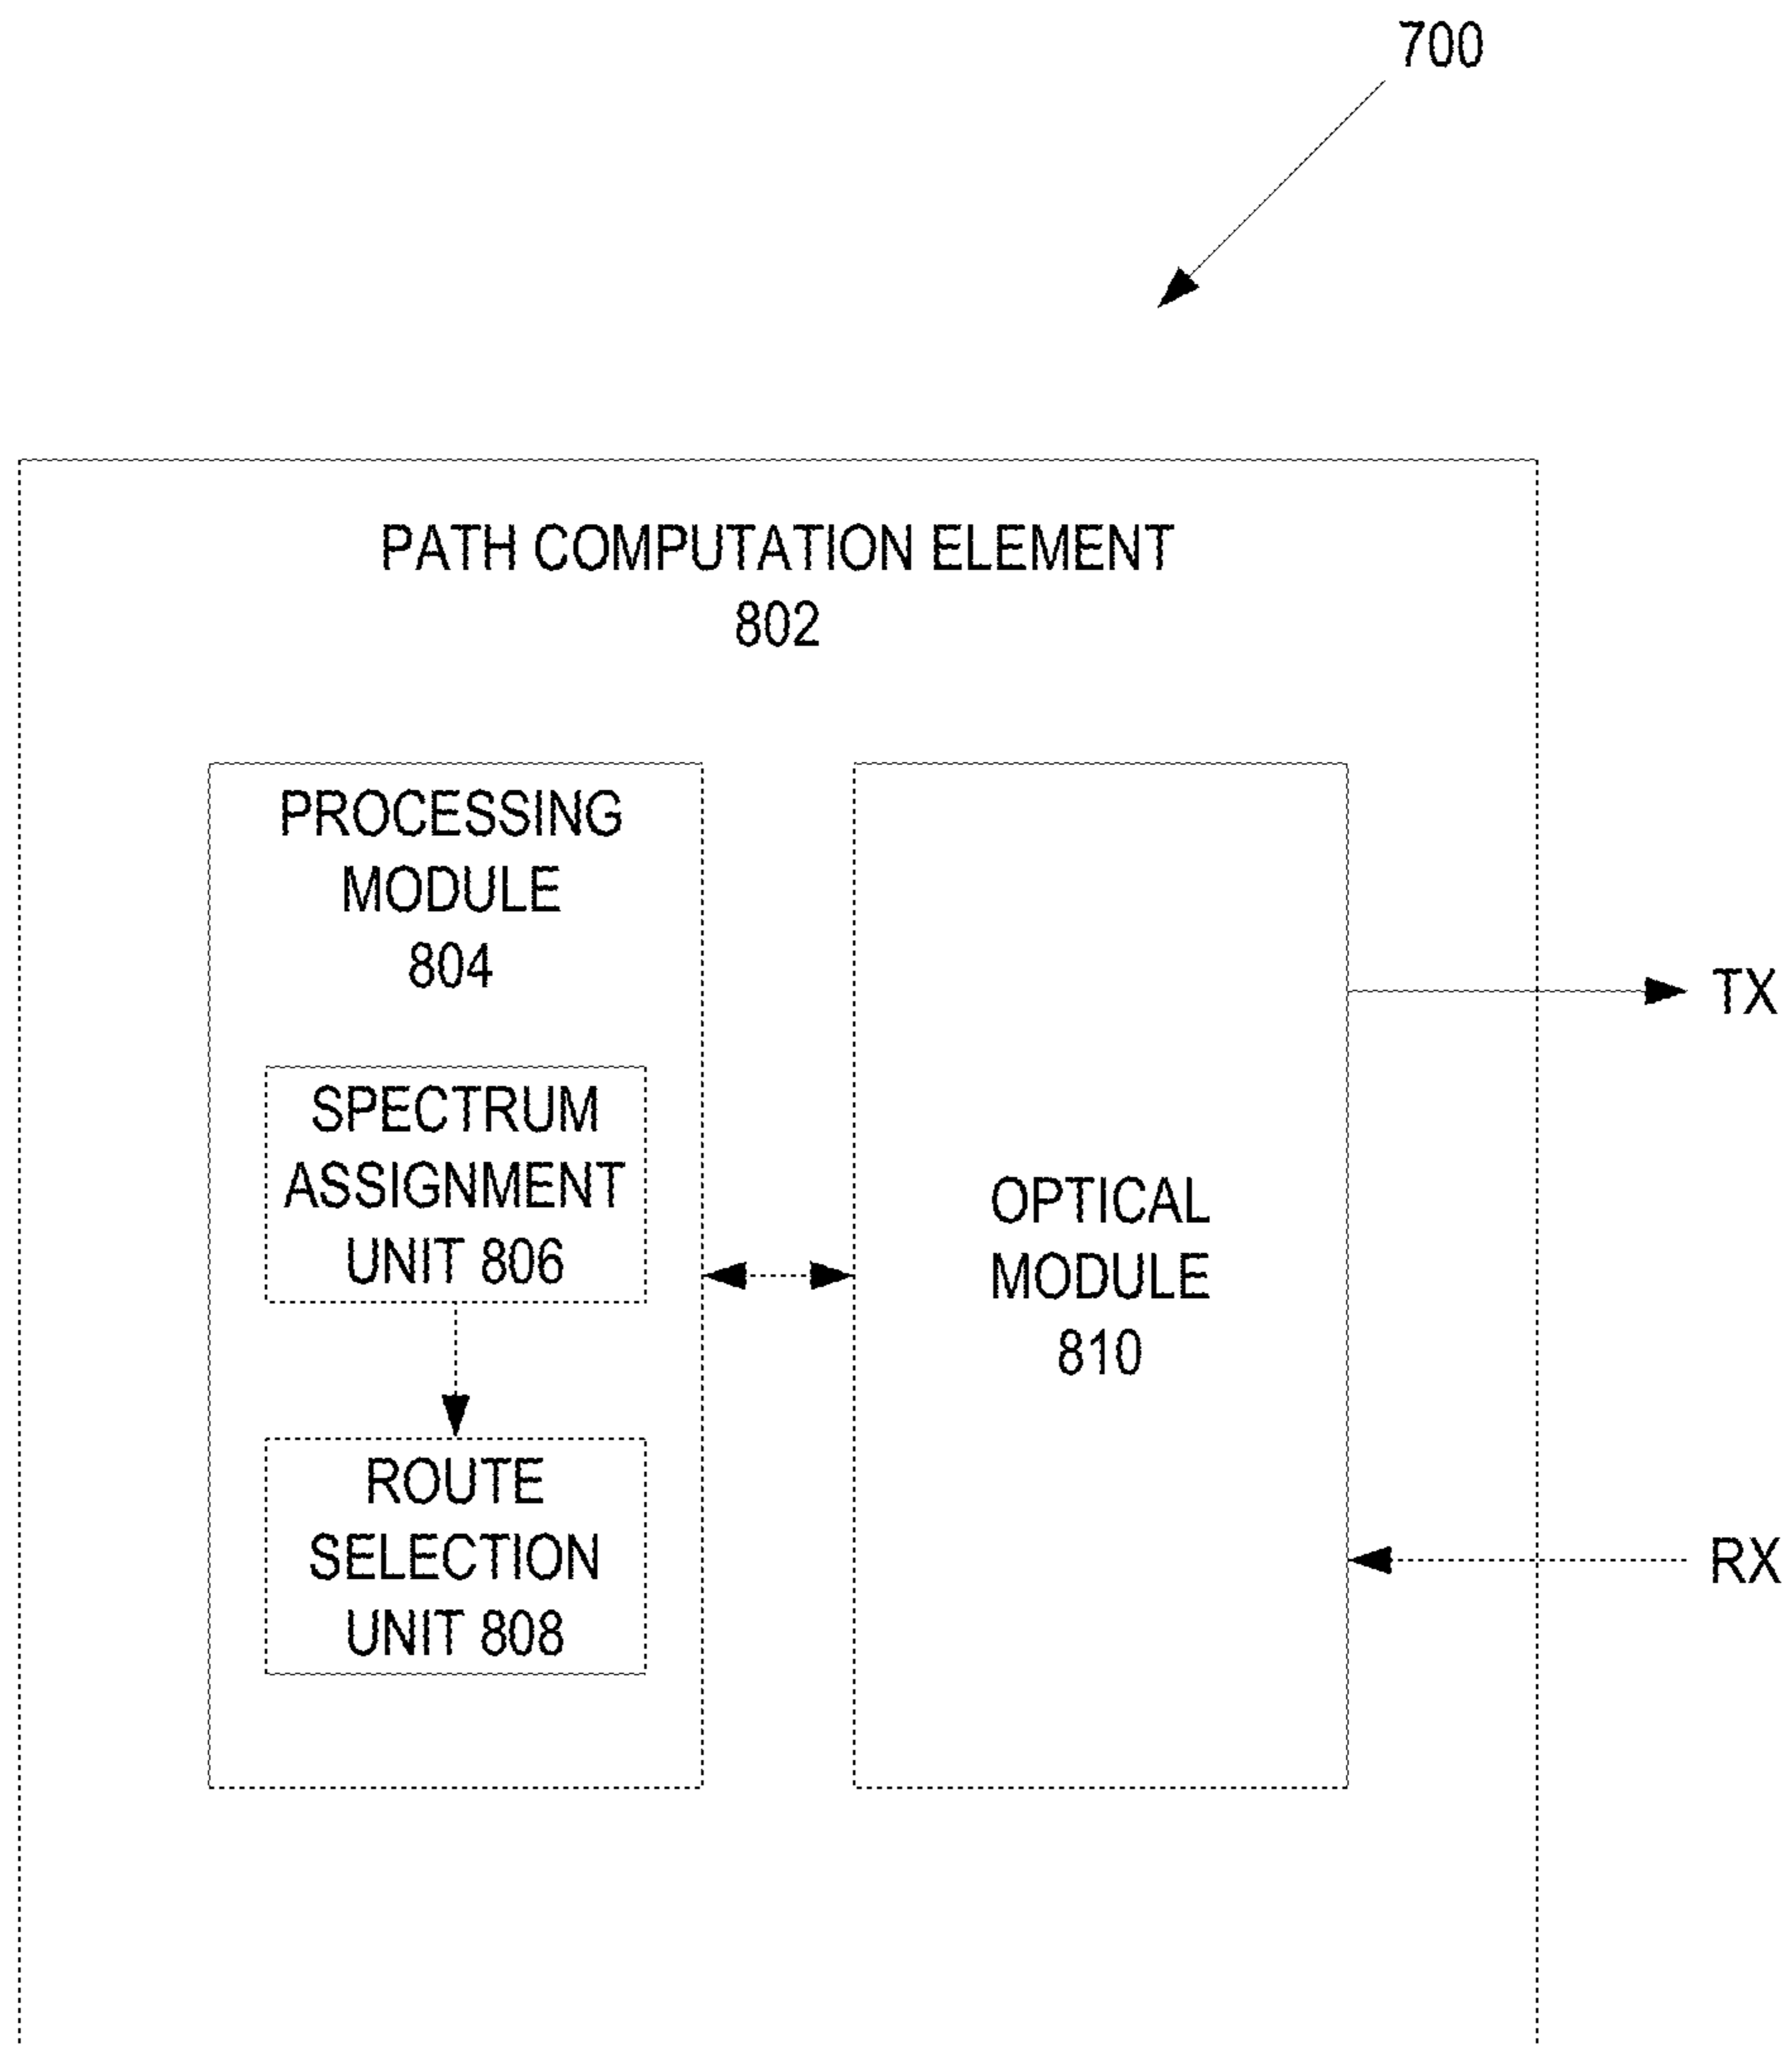 700
PATH COMPUTATION ELEMENT
802
PROCESSING
MODULE
804
SPECTRUM
ASSIGNMENT
UNIT 806
ROUTE
SELECTION
UNIT 808
OPTICAL
MODULE
810
TX
RX